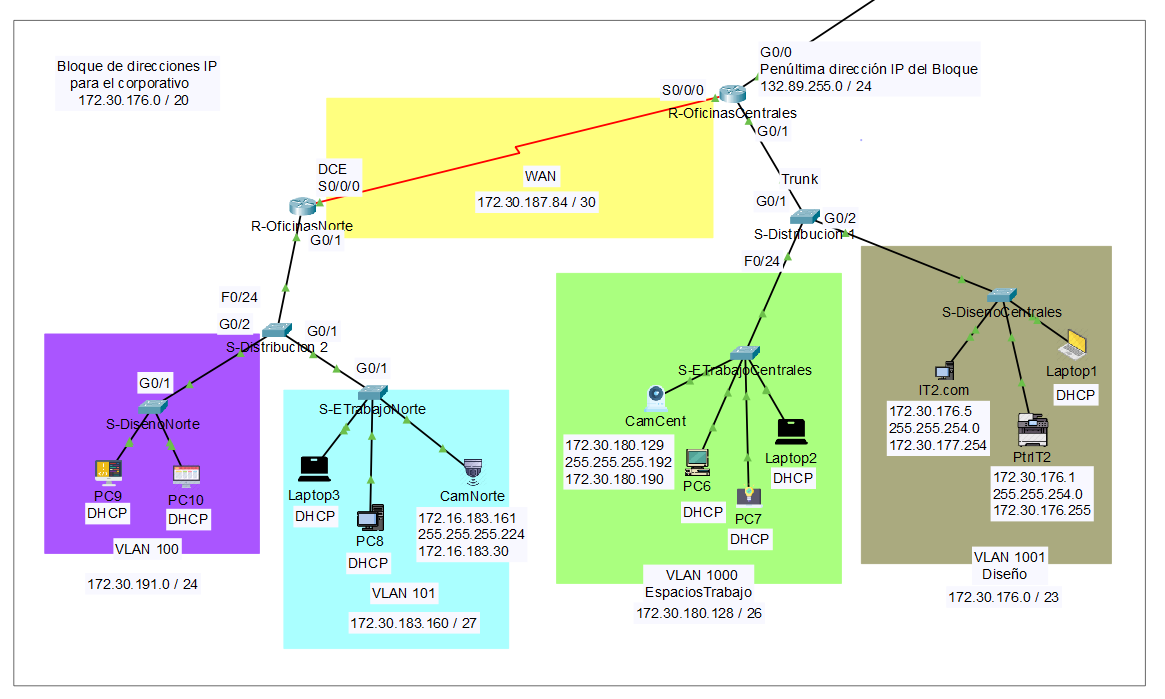 Bloque de direcciones IP
para el corporativo
172.30.176.0 / 20
G0/0
Penúltima dirección IP del Bloque
132.89.255.0 / 24
S0/0/0
R-OficinasCentrales
G0/1
DCE
S0/0/0
WAN
172.30.187.84 / 30
Trunk
R-OficinasNorte
G0/1
G0/1
G0/2
S-Distribucion 1
F0/24
F0/24
G0/2
G0/1
S-Distribucion 2
S-DisenoCentrales
G0/1
G0/1
S-ETrabajoCentrales
Laptop1
DHCP
IT2.com
172.30.176.5
255.255.254.0
172.30.177.254
S-DisenoNorte
S-ETrabajoNorte
CamCent
172.30.180.129
255.255.255.192
172.30.180.190
Laptop2
DHCP
PtrIT2
172.30.176.1
255.255.254.0
172.30.176.255
PC9
DHCP
PC10
DHCP
Laptop3
DHCP
CamNorte
172.16.183.161
255.255.255.224
172.16.183.30
PC6
DHCP
PC7
DHCP
PC8
DHCP
VLAN 100
172.30.191.0 / 24
VLAN 101
172.30.183.160 / 27
VLAN 1000
EspaciosTrabajo
172.30.180.128 / 26
VLAN 1001
Diseño
172.30.176.0 / 23